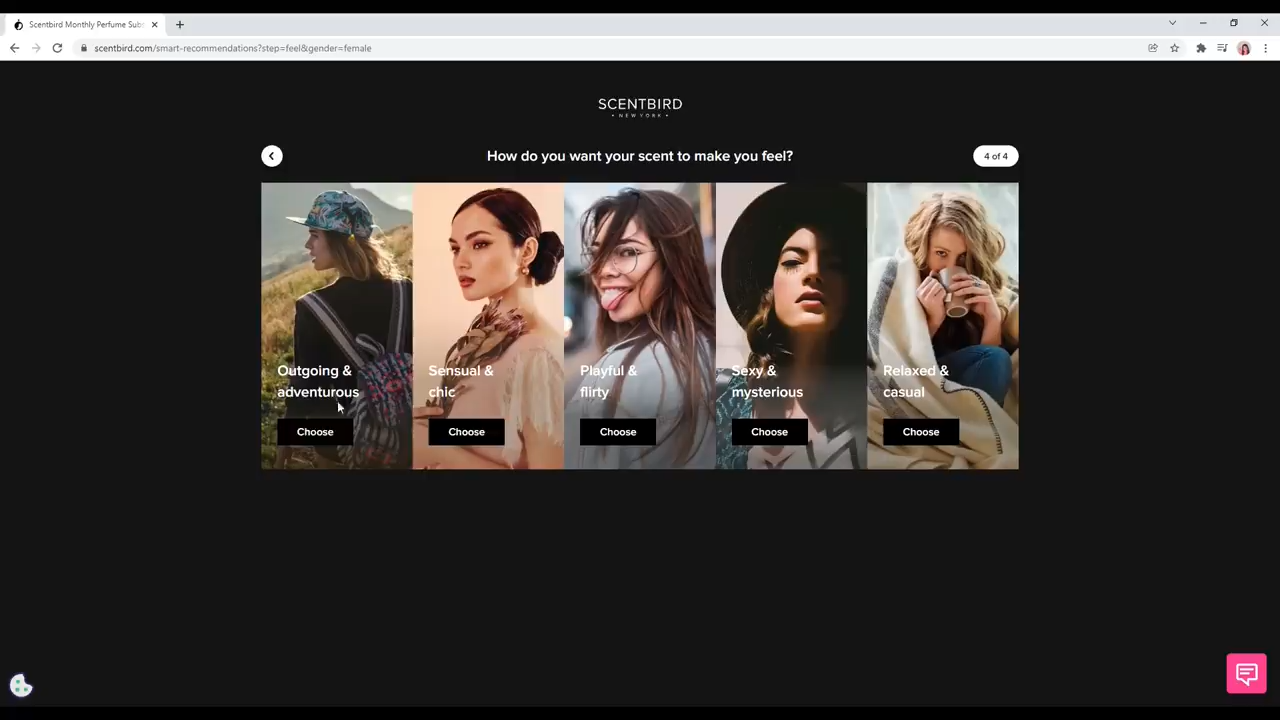 Scentbird Monthly Perfume Sub
scentbird.com/smart-recommendations?step=feel&gender=female
SCENTBIRD
• NEW YORK •
How do you want your scent to make you feel?
4 of 4
Outgoing &
adventurous
Choose
Sensual &
chic
Choose
Playful &
flirty
Choose
Sexy &
mysterious
Choose
Relaxed &
casual
Choose